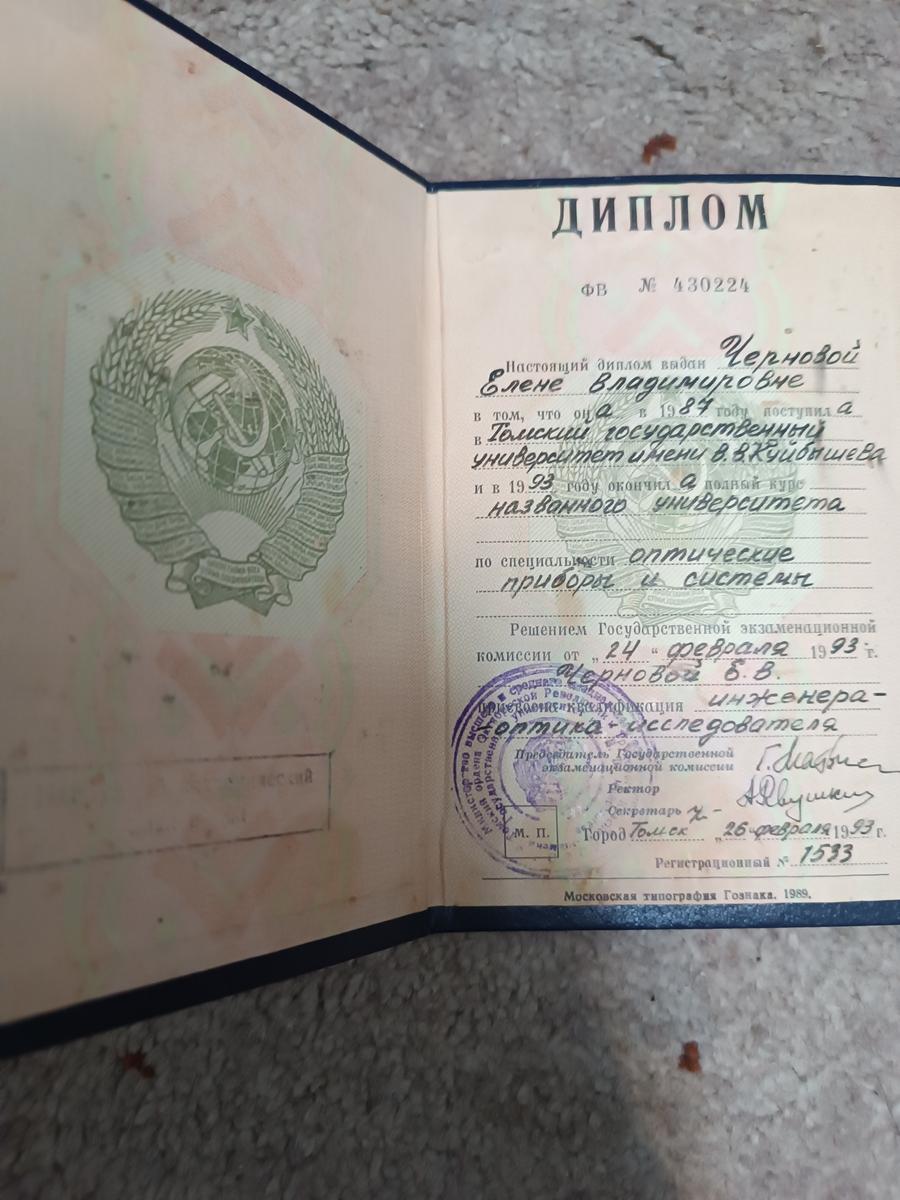 ДИПЛОМ
ФВ № 430224
Настоящий диплом выдан Черновой
Елене Владимировне
в том, что она в 1987 году поступила
в Томский государственный
университет имени В.В.Куйбышева
и в 1993 году окончила полный курс
названного университета
по специальности оптические
приборы и системы
Решением Государственной экзаменационной
комиссии от „24“ февраля 1993 г.
Черновой Е.В.
присвоена квалификация инженера-
оптика-исследователя
Председатель Государственной
экзаменационной комиссии
Ректор
Секретарь
М. П. Город Томск „26 февраля 1993 г.
Регистрационный № 1533
Московская типография Гознака. 1989.